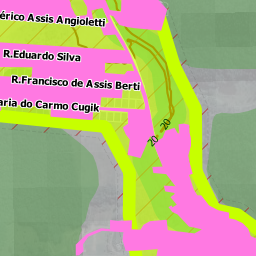 érico Assis Angioletti
R.Eduardo Silva
R.Francisco de Assis Berti
aria do Carmo Cugik
20
20